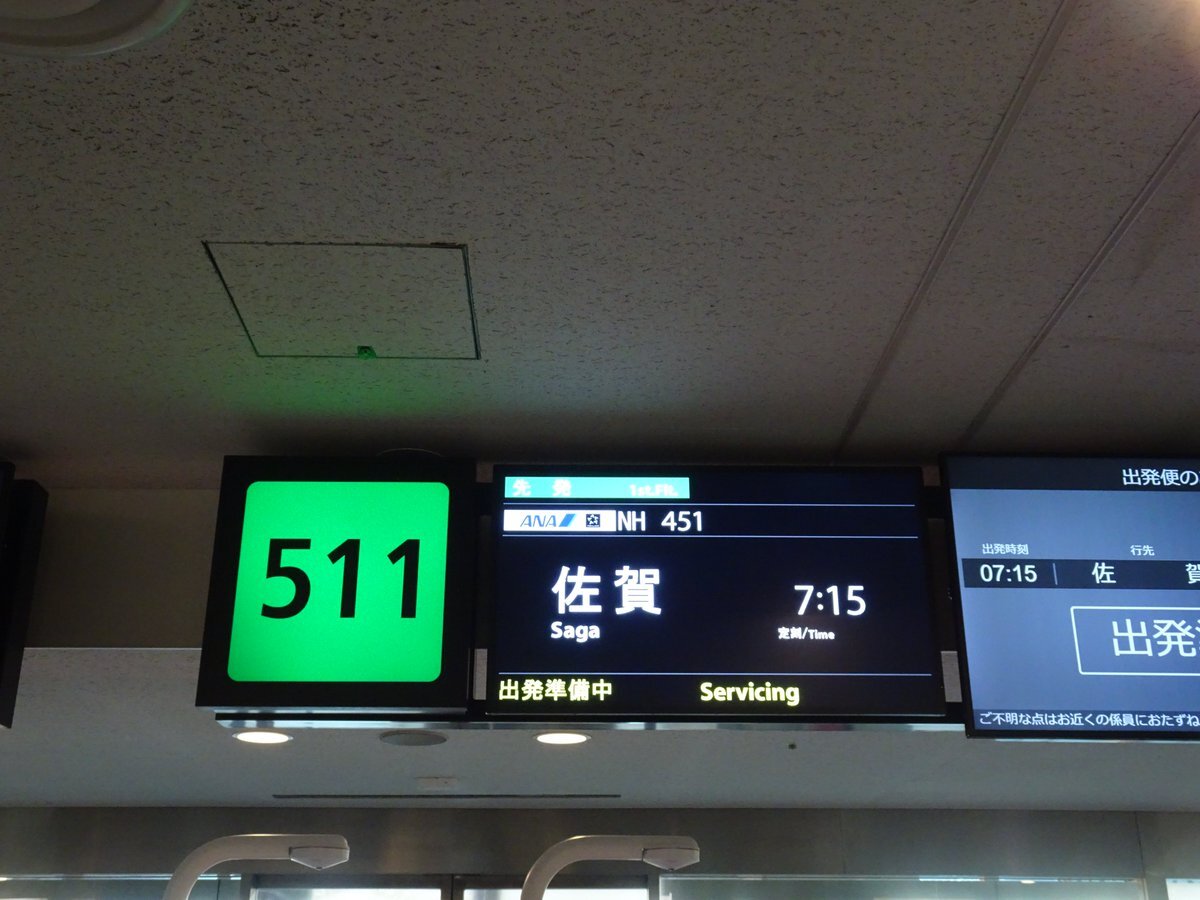 511
先 発 1st.Flt.
ANA NH 451
佐賀
Saga
7:15
定刻/Time
出発準備中 Servicing
出発便の
出発時刻 行先
07:15 佐 賀
出発
ご不明な点はお近くの係員におたずね